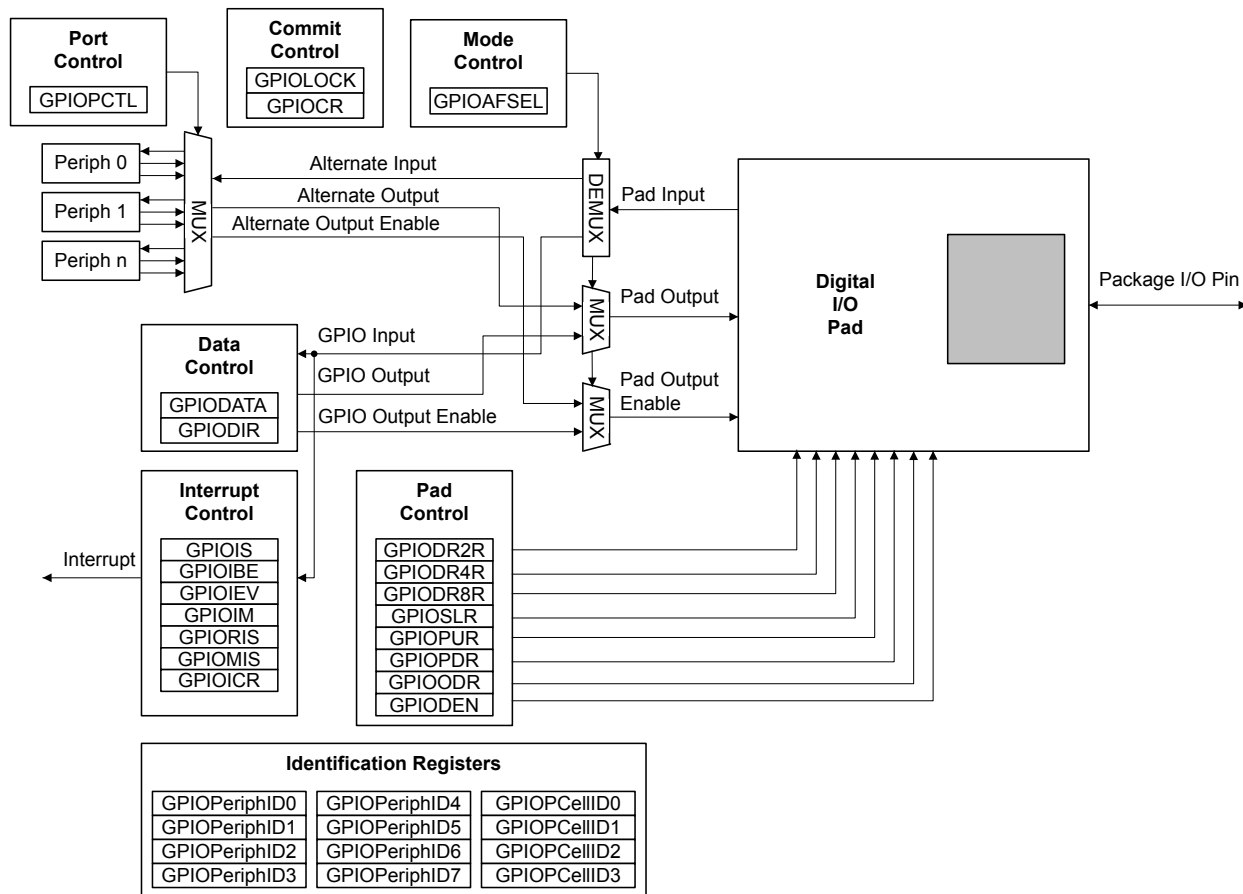 Port
Control
GPIOPCTL
Commit
Control
GPIOLOCK
GPIOCR
Mode
Control
GPIOAFSEL
Periph 0
Periph 1
Periph n
MUX
Alternate Input
Alternate Output
Alternate Output Enable
DEMUX
Pad Input
MUX
Pad Output
MUX
Pad Output
Enable
Digital
I/O
Pad
Package I/O Pin
Data
Control
GPIODATA
GPIODIR
GPIO Input
GPIO Output
GPIO Output Enable
Interrupt
Control
GPIOIS
GPIOIBE
GPIOIEV
GPIOIM
GPIORIS
GPIOMIS
GPIOICR
Interrupt
Pad
Control
GPIODR2R
GPIODR4R
GPIODR8R
GPIOSLR
GPIOPUR
GPIOPDR
GPIOODR
GPIODEN
Identification Registers
GPIOPeriphID0
GPIOPeriphID1
GPIOPeriphID2
GPIOPeriphID3
GPIOPeriphID4
GPIOPeriphID5
GPIOPeriphID6
GPIOPeriphID7
GPIOPCellID0
GPIOPCellID1
GPIOPCellID2
GPIOPCellID3